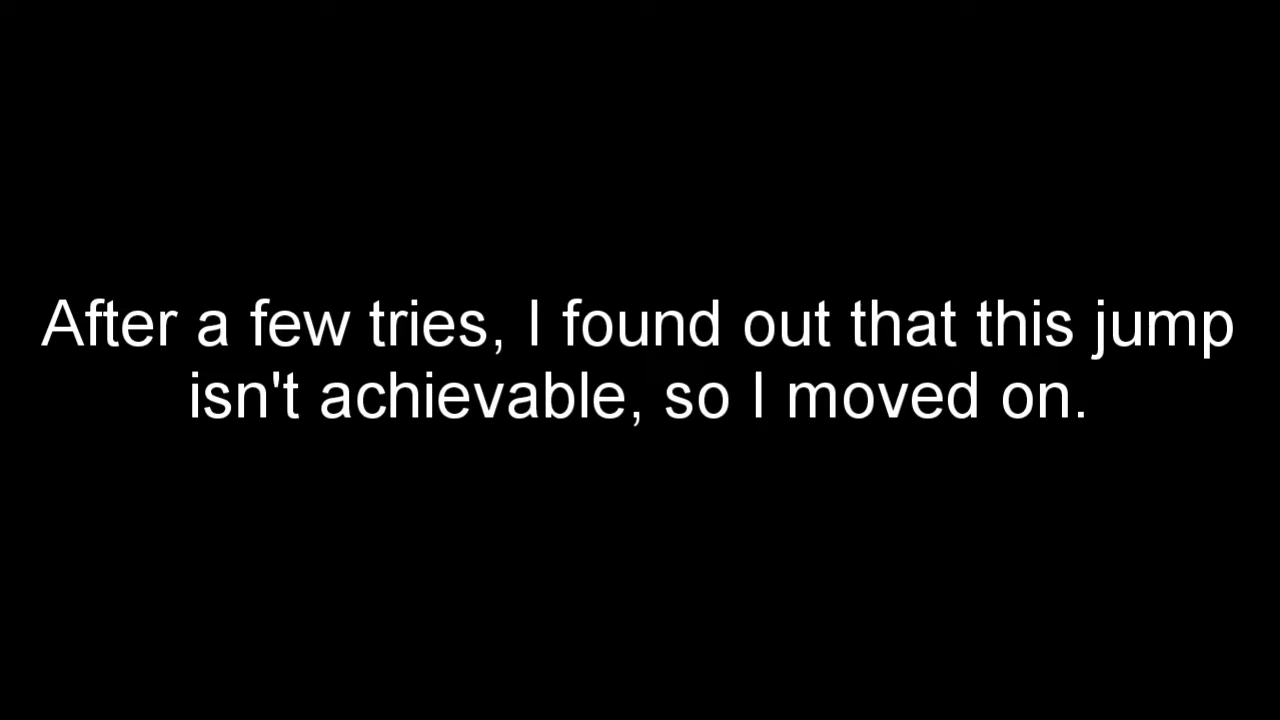 After a few tries, I found out that this jump
isn't achievable, so I moved on.